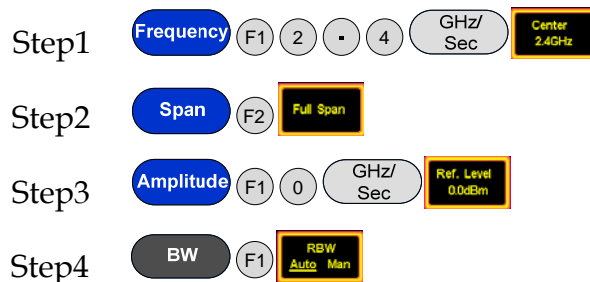 Step1 Frequency F1 2 - 4 GHz/ Sec Center 2.4GHz
Step2 Span F2 Full Span
Step3 Amplitude F1 0 GHz/ Sec Ref. Level 0.0dBm
Step4 BW F1 RBW Auto Man